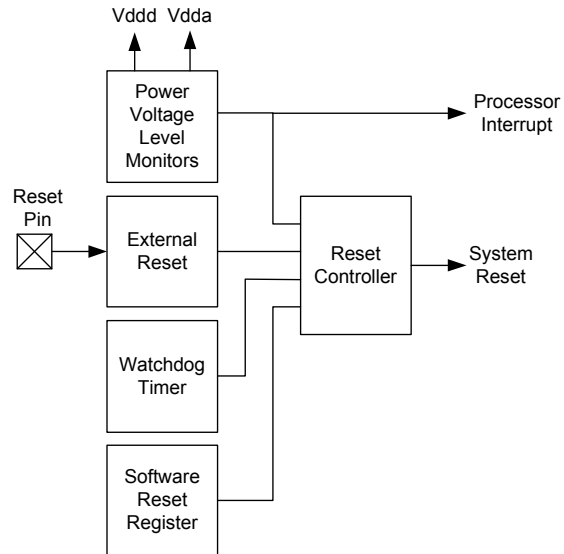 Vddd
Vdda
Power
Voltage
Level
Monitors
Processor
Interrupt
Reset
Pin
External
Reset
Reset
Controller
System
Reset
Watchdog
Timer
Software
Reset
Register